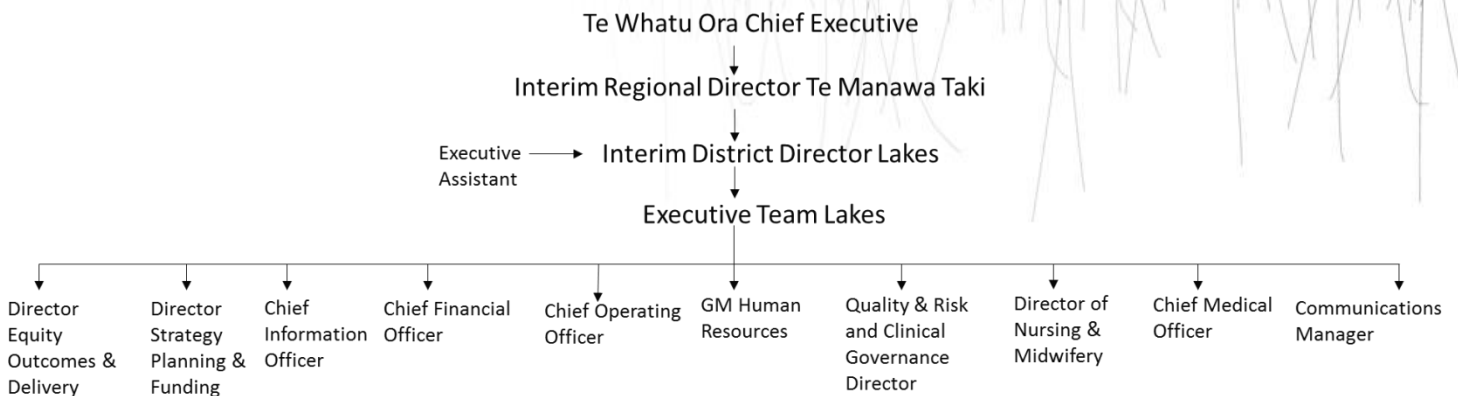 Te Whatu Ora Chief Executive
Interim Regional Director Te Manawa Taki
Executive
Assistant
Interim District Director Lakes
Executive Team Lakes
Director
Equity
Outcomes &
Delivery
Director
Strategy
Planning &
Funding
Chief
Information
Officer
Chief Financial
Officer
Chief Operating
Officer
GM Human
Resources
Quality & Risk
and Clinical
Governance
Director
Director of
Nursing &
Midwifery
Chief Medical
Officer
Communications
Manager